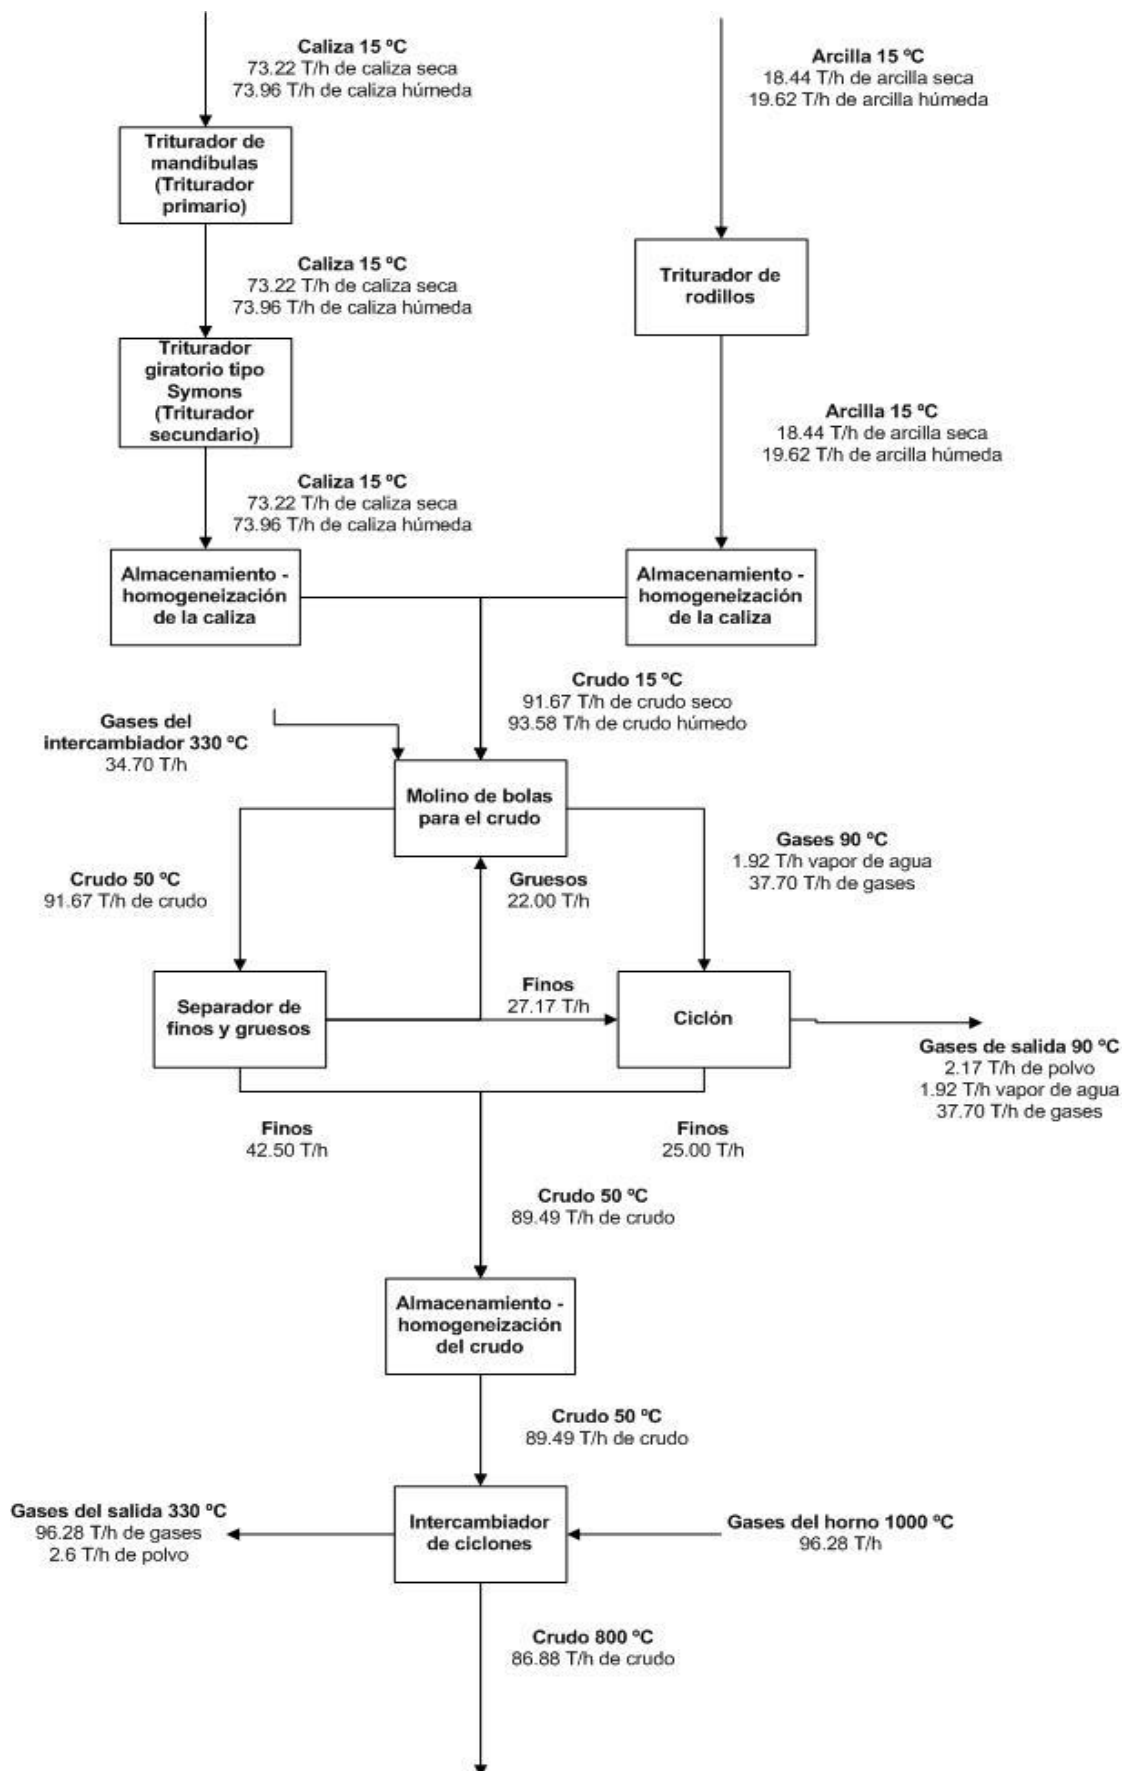 Caliza 15 ºC
73.22 T/h de caliza seca
73.96 T/h de caliza húmeda
Arcilla 15 ºC
18.44 T/h de arcilla seca
19.62 T/h de arcilla húmeda
Triturador de
mandíbulas
(Triturador
primario)
Caliza 15 ºC
73.22 T/h de caliza seca
73.96 T/h de caliza húmeda
Triturador de
rodillos
Triturador
giratorio tipo
Symons
(Triturador
secundario)
Arcilla 15 ºC
18.44 T/h de arcilla seca
19.62 T/h de arcilla húmeda
Caliza 15 ºC
73.22 T/h de caliza seca
73.96 T/h de caliza húmeda
Almacenamiento -
homogeneización
de la caliza
Almacenamiento -
homogeneización
de la caliza
Crudo 15 ºC
91.67 T/h de crudo seco
93.58 T/h de crudo húmedo
Gases del
intercambiador 330 ºC
34.70 T/h
Molino de bolas
para el crudo
Gases 90 ºC
1.92 T/h vapor de agua
37.70 T/h de gases
Crudo 50 ºC
91.67 T/h de crudo
Gruesos
22.00 T/h
Separador de
finos y gruesos
Finos
27.17 T/h
Ciclón
Gases de salida 90 ºC
2.17 T/h de polvo
1.92 T/h vapor de agua
37.70 T/h de gases
Finos
42.50 T/h
Finos
25.00 T/h
Crudo 50 ºC
89.49 T/h de crudo
Almacenamiento -
homogeneización
del crudo
Crudo 50 ºC
89.49 T/h de crudo
Gases del salida 330 ºC
96.28 T/h de gases
2.6 T/h de polvo
Intercambiador
de ciclones
Gases del horno 1000 ºC
96.28 T/h
Crudo 800 ºC
86.88 T/h de crudo